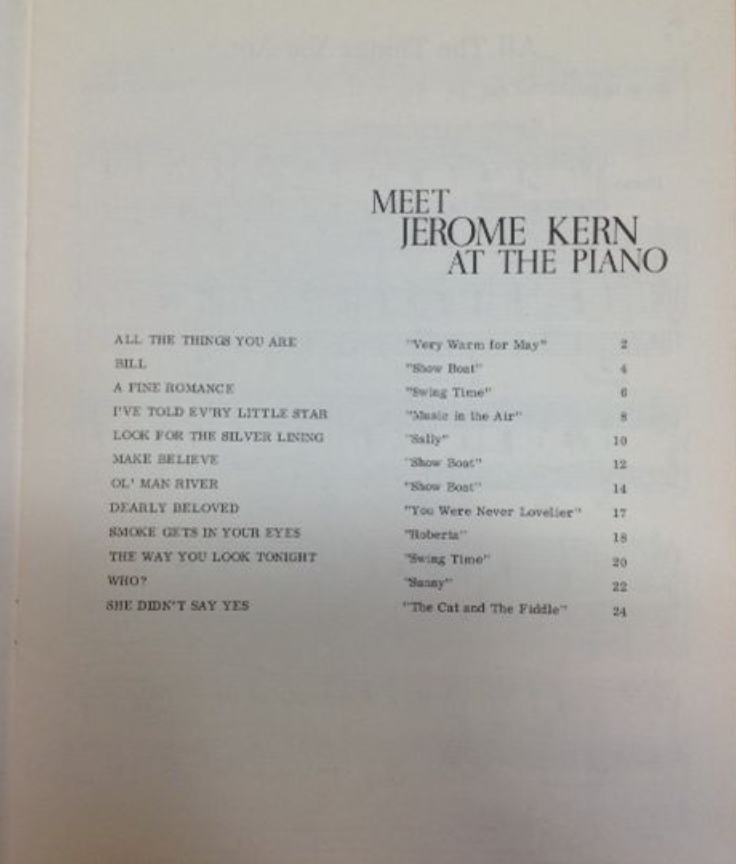 MEET
JEROME KERN
AT THE PIANO
ALL THE THINGS YOU ARE "Very Warm for May" 2
BILL "Show Boat" 4
A FINE ROMANCE "Swing Time" 6
I'VE TOLD EV'RY LITTLE STAR "Music in the Air" 8
LOOK FOR THE SILVER LINING "Sally" 10
MAKE BELIEVE "Show Boat" 12
OL' MAN RIVER "Show Boat" 14
DEARLY BELOVED "You Were Never Lovelier" 17
SMOKE GETS IN YOUR EYES "Roberta" 18
THE WAY YOU LOOK TONIGHT "Swing Time" 20
WHO? "Sunny" 22
SHE DIDN'T SAY YES "The Cat and The Fiddle" 24